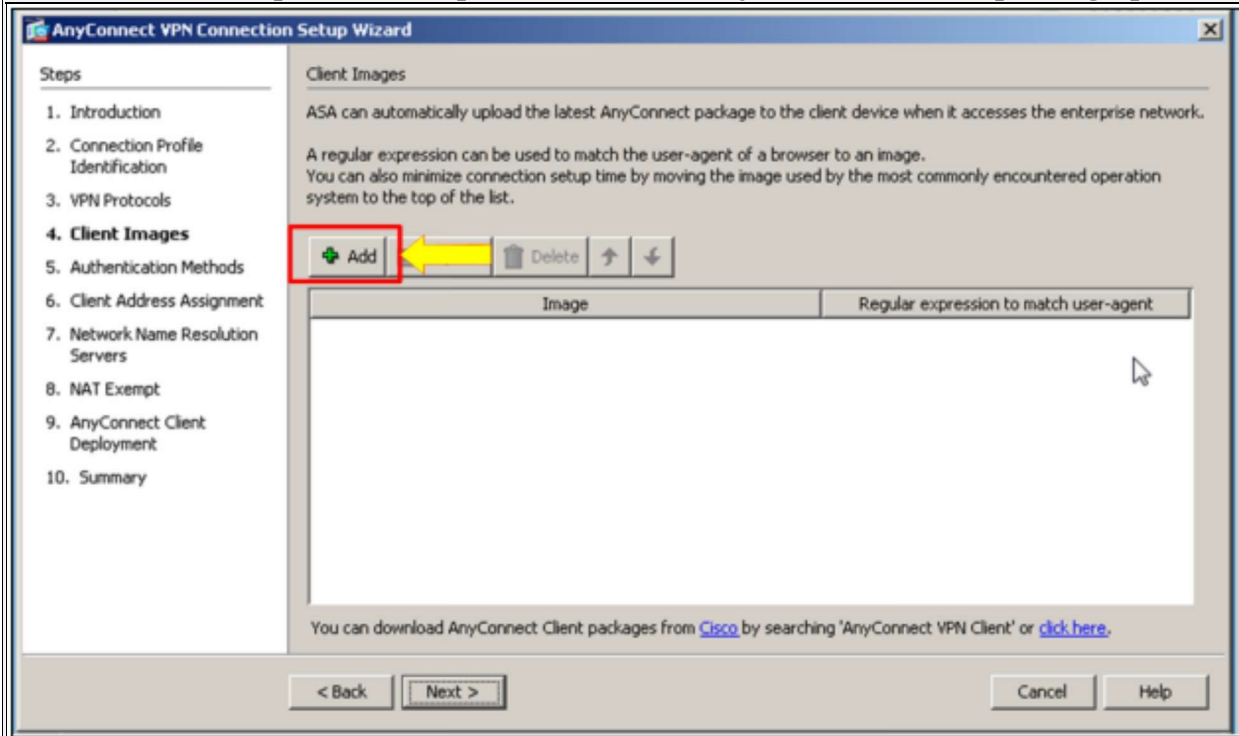 AnyConnect VPN Connection Setup Wizard
Steps
1. Introduction
2. Connection Profile
Identification
3. VPN Protocols
4. Client Images
5. Authentication Methods
6. Client Address Assignment
7. Network Name Resolution
Servers
8. NAT Exempt
9. AnyConnect Client
Deployment
10. Summary
Client Images
ASA can automatically upload the latest AnyConnect package to the client device when it accesses the enterprise network.
A regular expression can be used to match the user-agent of a browser to an image.
You can also minimize connection setup time by moving the image used by the most commonly encountered operation
system to the top of the list.
Add Delete
Image Regular expression to match user-agent
You can download AnyConnect Client packages from Cisco by searching 'AnyConnect VPN Client' or click here.
< Back Next > Cancel Help